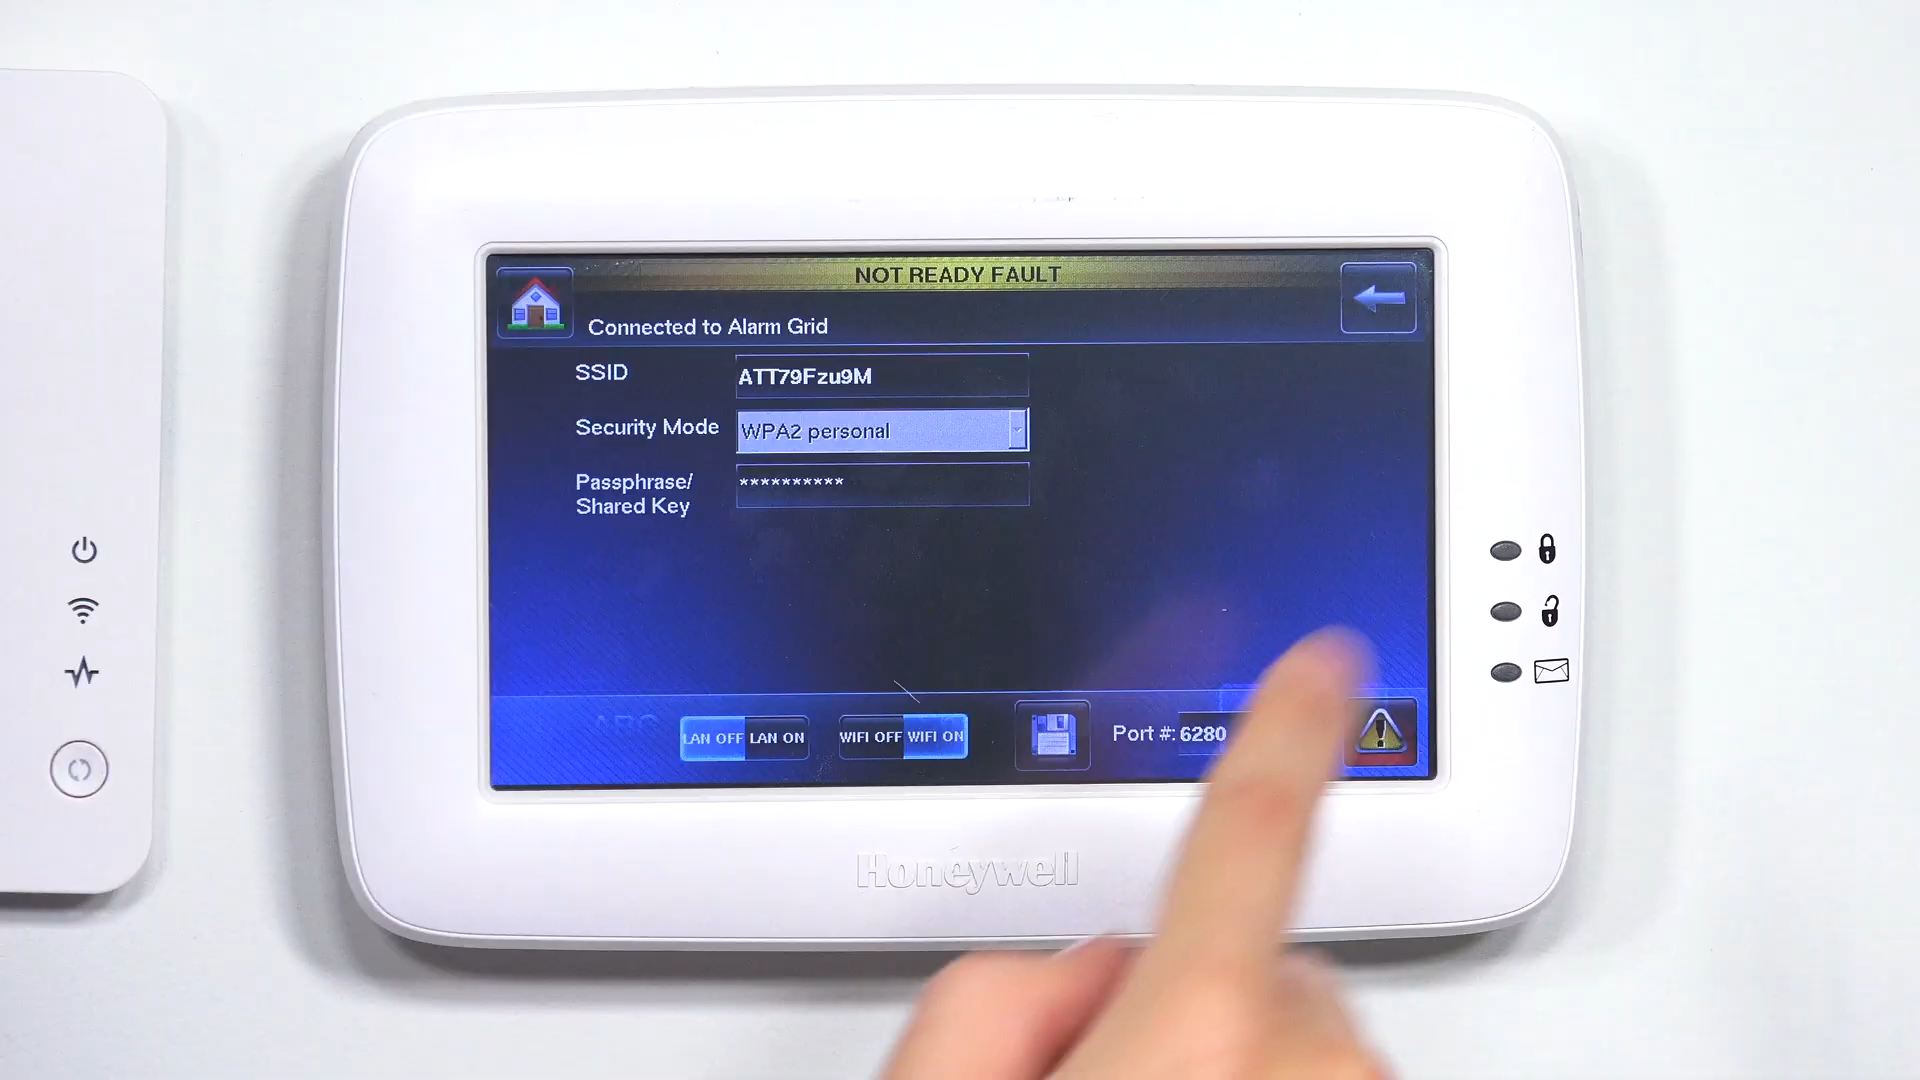 NOT READY FAULT
Connected to Alarm Grid
SSID
ATT79Fzu9M
Security Mode
WPA2 personal
Passphrase/
Shared Key
**********
LAN OFF LAN ON
WIFI OFF WIFI ON
Port #: 6280
Honeywell